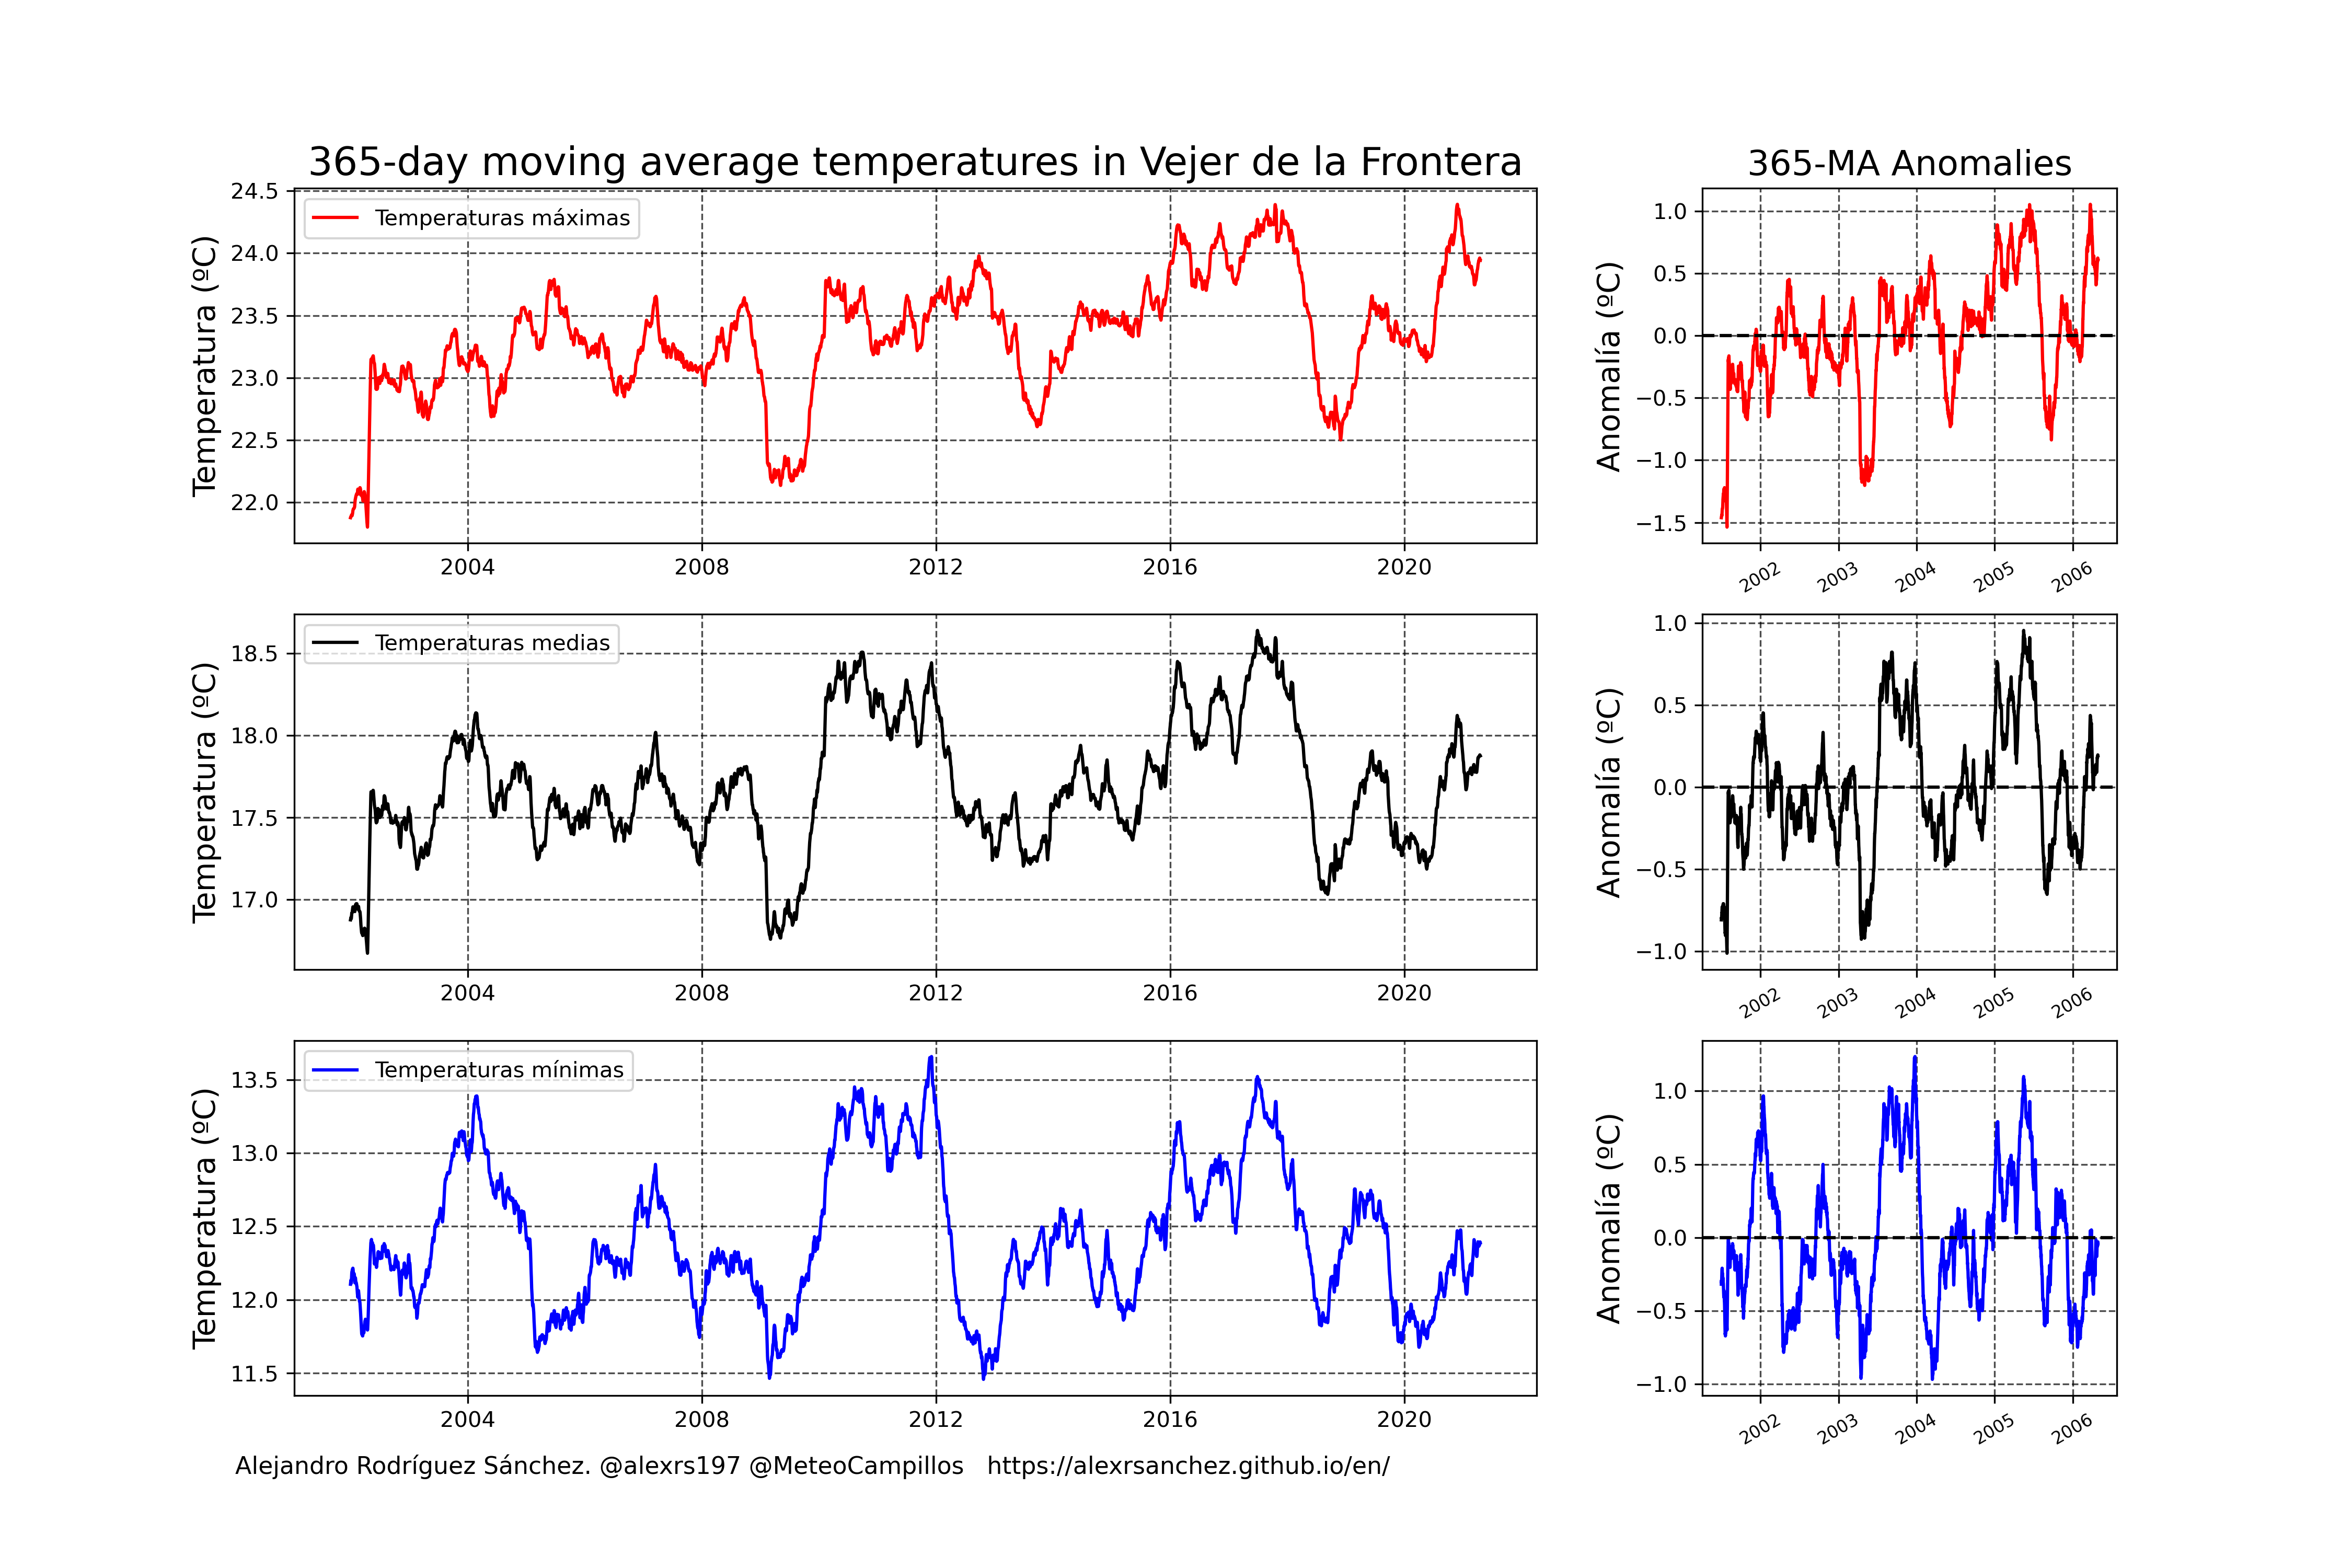 365-day moving average temperatures in Vejer de la Frontera
365-MA Anomalies
Temperatura (ºC)
24.5
24.0
23.5
23.0
22.5
22.0
Temperaturas máximas
2004 2008 2012 2016 2020
Anomalía (ºC)
1.0
0.5
0.0
−0.5
−1.0
−1.5
2002 2003 2004 2005 2006
Temperatura (ºC)
18.5
18.0
17.5
17.0
Temperaturas medias
2004 2008 2012 2016 2020
Anomalía (ºC)
1.0
0.5
0.0
−0.5
−1.0
2002 2003 2004 2005 2006
Temperatura (ºC)
13.5
13.0
12.5
12.0
11.5
Temperaturas mínimas
2004 2008 2012 2016 2020
Anomalía (ºC)
1.0
0.5
0.0
−0.5
−1.0
2002 2003 2004 2005 2006
Alejandro Rodríguez Sánchez. @alexrs197 @MeteoCampillos https://alexrsanchez.github.io/en/